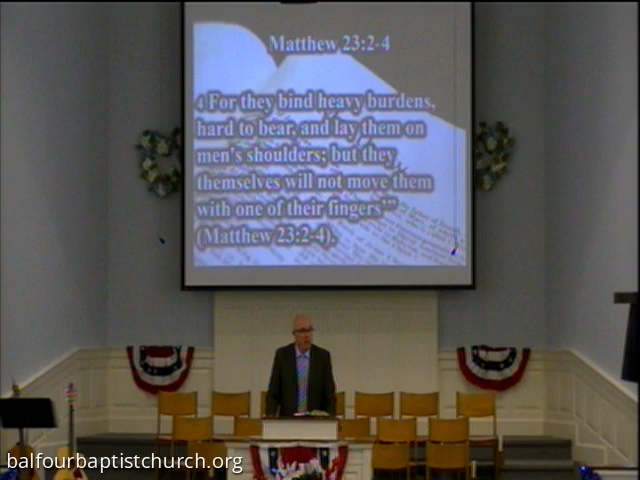 Matthew 23:2-4
4 For they bind heavy burdens,
hard to bear, and lay them on
men's shoulders; but they
themselves will not move them
with one of their fingers'"
(Matthew 23:2-4).
balfourbaptistchurch.org